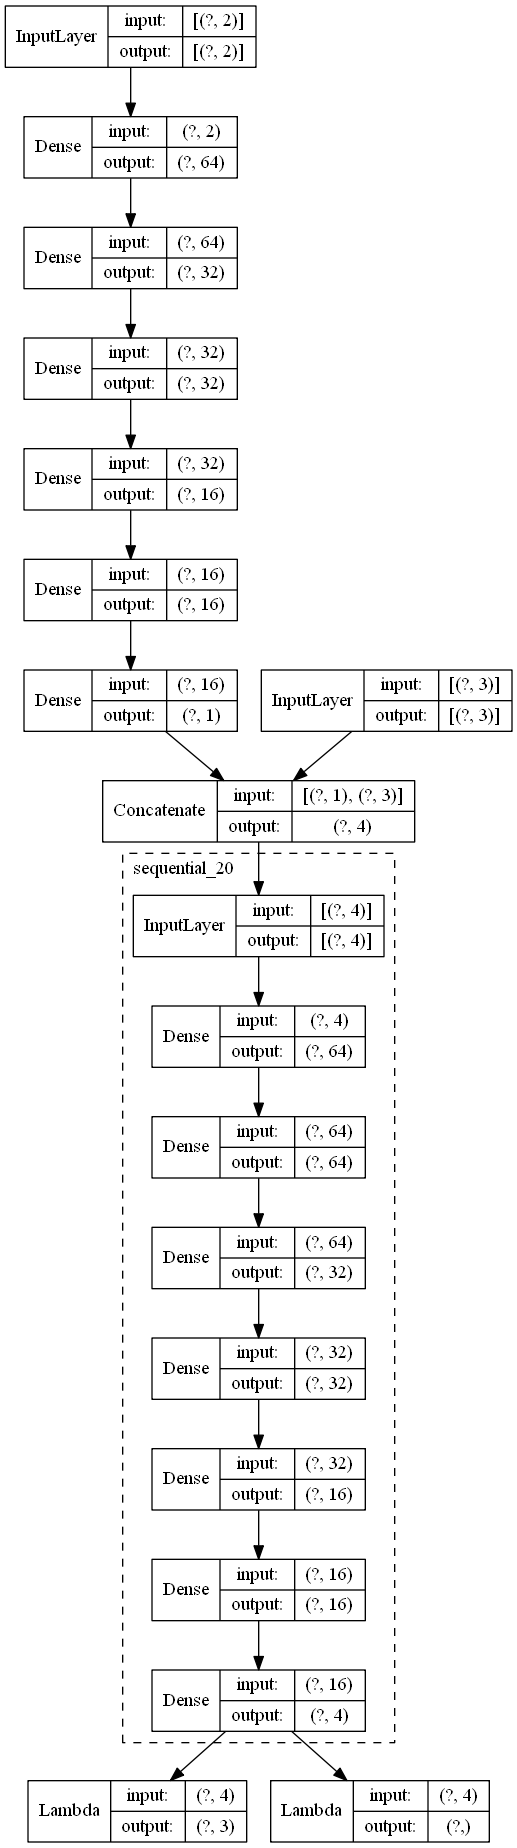 InputLayer input: [(?, 2)]
output: [(?, 2)]
Dense input: (?, 2)
output: (?, 64)
Dense input: (?, 64)
output: (?, 32)
Dense input: (?, 32)
output: (?, 32)
Dense input: (?, 32)
output: (?, 16)
Dense input: (?, 16)
output: (?, 16)
Dense input: (?, 16)
output: (?, 1)
InputLayer input: [(?, 3)]
output: [(?, 3)]
Concatenate input: [(?, 1), (?, 3)]
output: (?, 4)
sequential_20
InputLayer input: [(?, 4)]
output: [(?, 4)]
Dense input: (?, 4)
output: (?, 64)
Dense input: (?, 64)
output: (?, 64)
Dense input: (?, 64)
output: (?, 32)
Dense input: (?, 32)
output: (?, 32)
Dense input: (?, 32)
output: (?, 16)
Dense input: (?, 16)
output: (?, 16)
Dense input: (?, 16)
output: (?, 4)
Lambda input: (?, 4)
output: (?, 3)
Lambda input: (?, 4)
output: (?,)